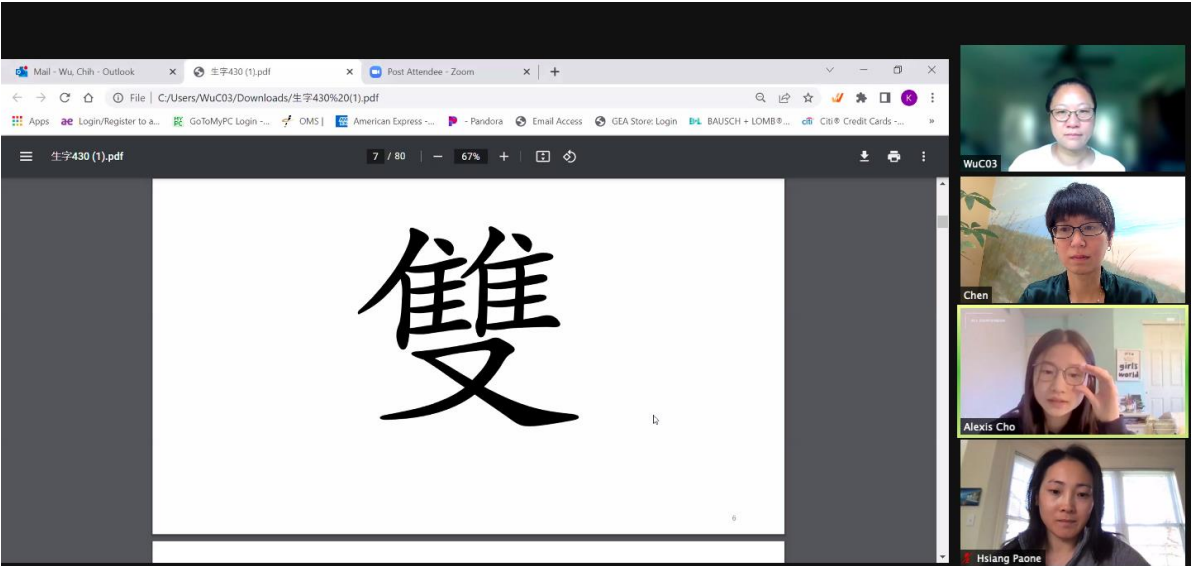 Mail - Wu, Chih - Outlook
生字430 (1).pdf
Post Attendee - Zoom
File C:/Users/WuC03/Downloads/生字430%20(1).pdf
K
Apps
ae Login/Register to a...
GoToMyPC Login -...
OMS |
American Express -...
- Pandora
Email Access
GEA Store: Login
B+L BAUSCH + LOMB®...
citi Citi® Credit Cards -...
»
生字430 (1).pdf
7 / 80
67%
雙
6
WuC03
Chen
girls
world
Alexis Cho
Hsiang Paone